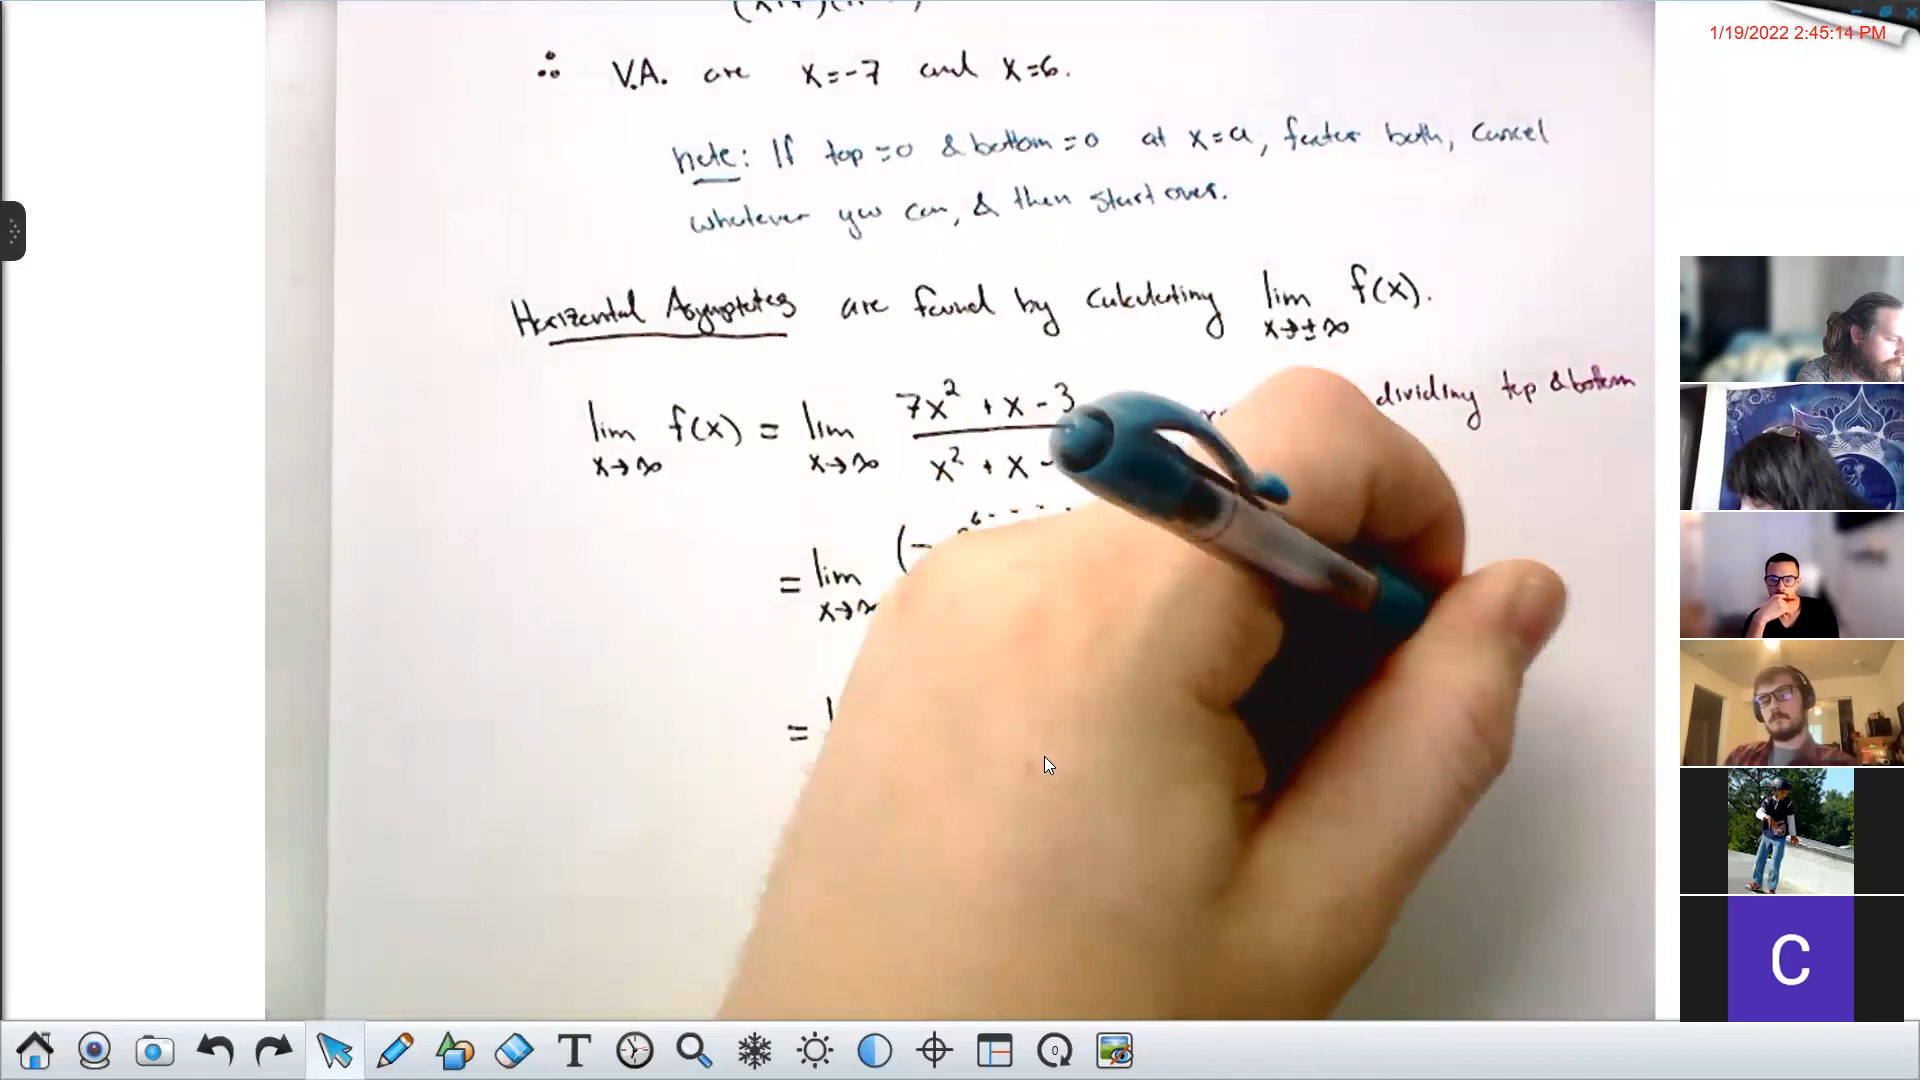 1/19/2022 2:45:14 PM
∴ V.A. are x=-7 and x=6.
note: If top =0 & bottom =0 at x=a, factor both, cancel
whatever you can, & then start over.
Horizontal Asymptotes are found by calculating lim x→±∞ f(x).
dividing top & bottom
lim x→∞ f(x) = lim x→∞ 7x² + x - 3
x² + x -
= lim x→∞
=
T
0
C